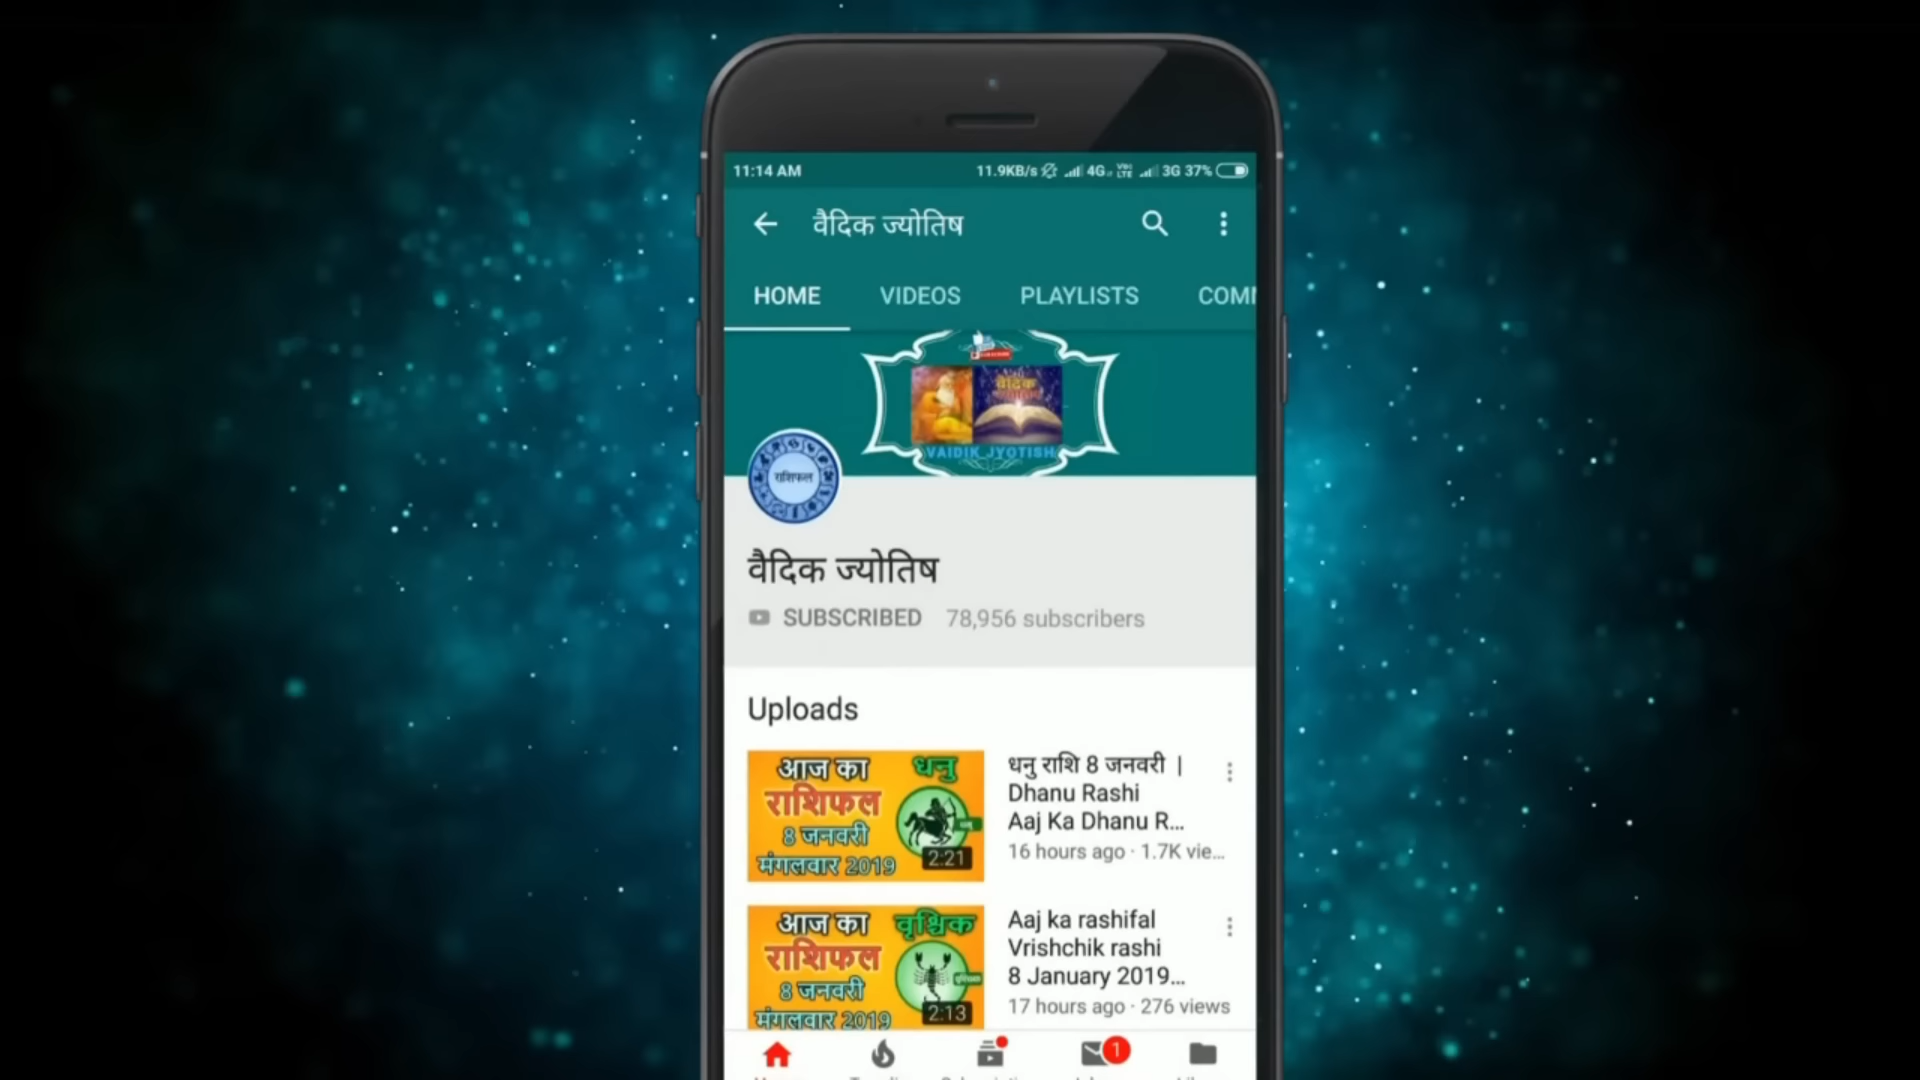 11:14 AM
11.9KB/s 4G VoLTE 3G 37%
वैदिक ज्योतिष
HOME VIDEOS PLAYLISTS COMM
वैदिक
VAIDIK JYOTISH
राशिफल
वैदिक ज्योतिष
SUBSCRIBED 78,956 subscribers
Uploads
आज का धनु
राशिफल
8 जनवरी
मंगलवार 2019
2:21
धनु राशि 8 जनवरी |
Dhanu Rashi
Aaj Ka Dhanu R...
16 hours ago · 1.7K vie...
आज का वृश्चिक
राशिफल
8 जनवरी
मंगलवार 2019
2:13
Aaj ka rashifal
Vrishchik rashi
8 January 2019...
17 hours ago · 276 views
1